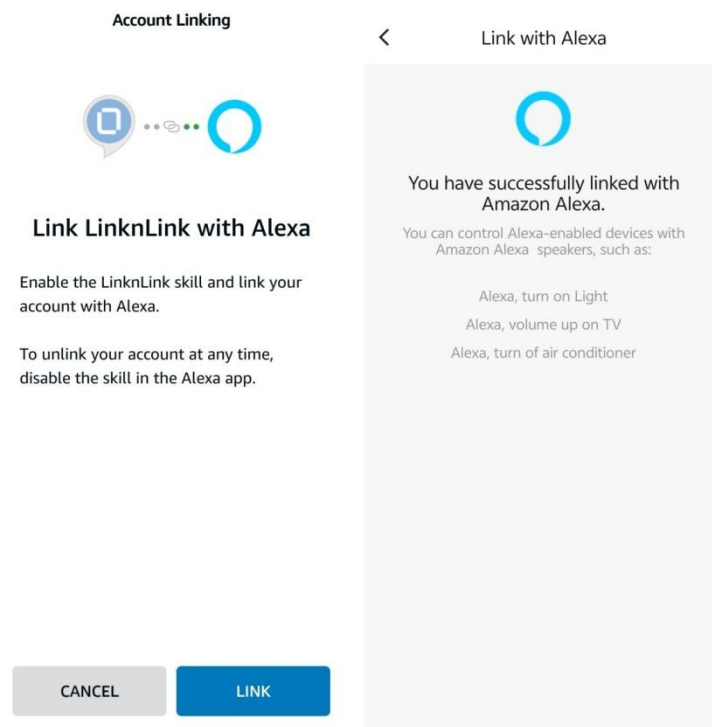 Account Linking
Link LinknLink with Alexa
Enable the LinknLink skill and link your
account with Alexa.
To unlink your account at any time,
disable the skill in the Alexa app.
CANCEL
LINK
Link with Alexa
You have successfully linked with
Amazon Alexa.
You can control Alexa-enabled devices with
Amazon Alexa speakers, such as:
Alexa, turn on Light
Alexa, volume up on TV
Alexa, turn of air conditioner